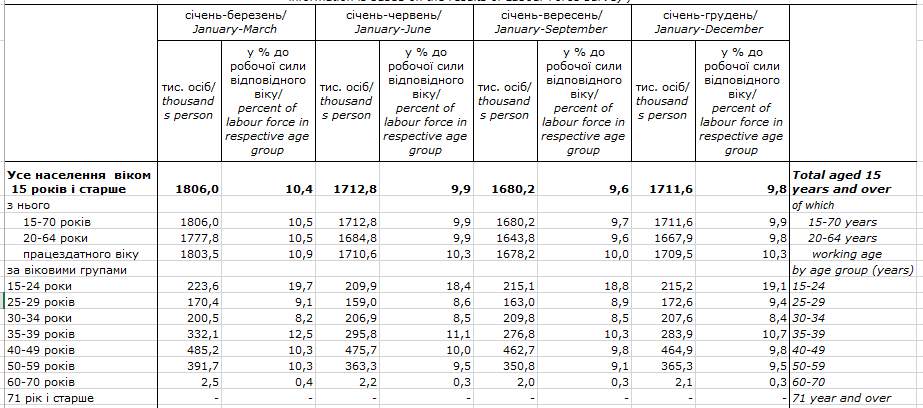 січень-березень/ січень-червень/ січень-вересень/ січень-грудень/
January-March January-June January-September January-December
у % до у % до у % до у % до
робочої сили робочої сили робочої сили робочої сили
тис. осіб/ відповідного тис. осіб/ відповідного тис. осіб/ відповідного тис. осіб/ відповідного
thousand віку/ thousand віку/ thousand віку/ thousand віку/
s person percent of s person percent of s person percent of s person percent of
labour force in labour force in labour force in labour force in
respective age respective age respective age respective age
group group group group
Усе населення віком Total aged 15
15 років і старше 1806,0 10,4 1712,8 9,9 1680,2 9,6 1711,6 9,8 years and over
з нього of which
15-70 років 1806,0 10,5 1712,8 9,9 1680,2 9,7 1711,6 9,9 15-70 years
20-64 роки 1777,8 10,5 1684,8 9,9 1643,8 9,6 1667,9 9,8 20-64 years
працездатного віку 1803,5 10,9 1710,6 10,3 1678,2 10,0 1709,5 10,3 working age
за віковими групами by age group (years)
15-24 роки 223,6 19,7 209,9 18,4 215,1 18,8 215,2 19,1 15-24
25-29 років 170,4 9,1 159,0 8,6 163,0 8,9 172,6 9,4 25-29
30-34 роки 200,5 8,2 206,9 8,5 209,8 8,5 207,6 8,4 30-34
35-39 років 332,1 12,5 295,8 11,1 276,8 10,3 283,9 10,7 35-39
40-49 років 485,2 10,3 475,7 10,0 462,7 9,8 464,9 9,8 40-49
50-59 років 391,7 10,3 363,3 9,5 350,8 9,1 365,3 9,5 50-59
60-70 років 2,5 0,4 2,2 0,3 2,0 0,3 2,1 0,3 60-70
71 рік і старше - - - - - - - - 71 year and over